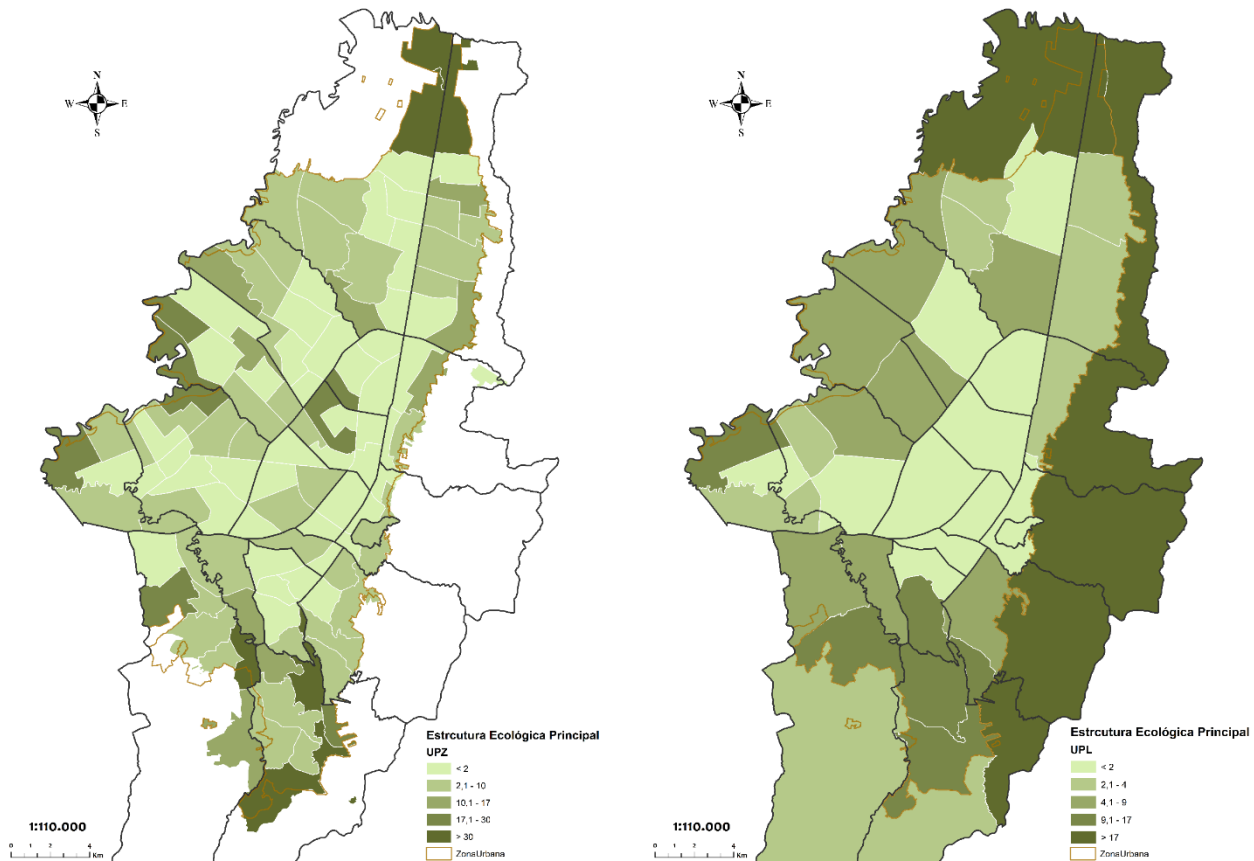 N
W E
S
Estrcutura Ecológica Principal
UPZ
< 2
2,1 - 10
10,1 - 17
17,1 - 30
> 30
ZonaUrbana
1:110.000
0 1 2 4
Km
N
W E
S
Estrcutura Ecológica Principal
UPL
< 2
2,1 - 4
4,1 - 9
9,1 - 17
> 17
ZonaUrbana
1:110.000
0 1 2 4
Km